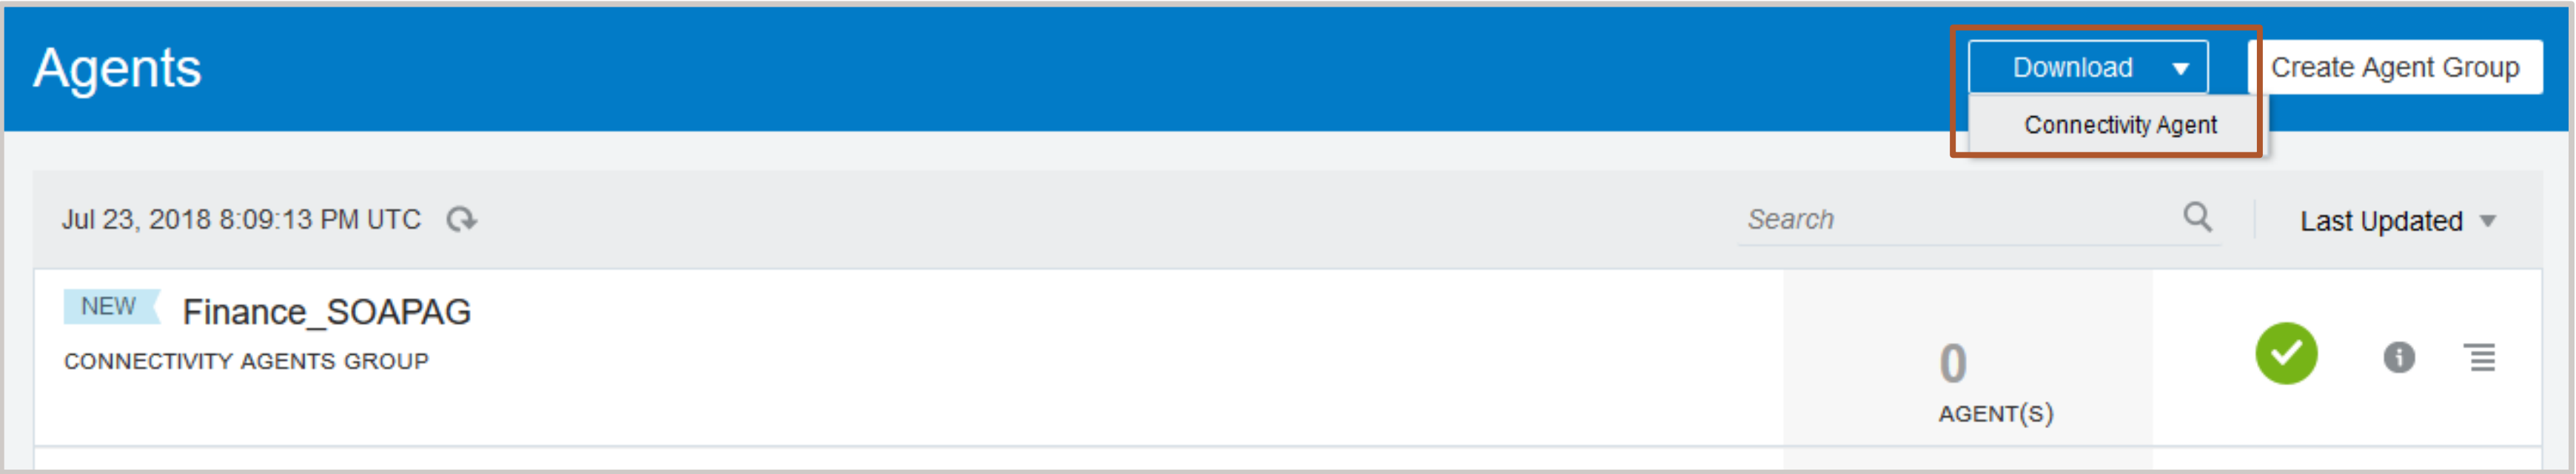 Agents
Download
Create Agent Group
Connectivity Agent
Jul 23, 2018 8:09:13 PM UTC
Search
Last Updated
NEW
Finance_SOAPAG
CONNECTIVITY AGENTS GROUP
0
AGENT(S)